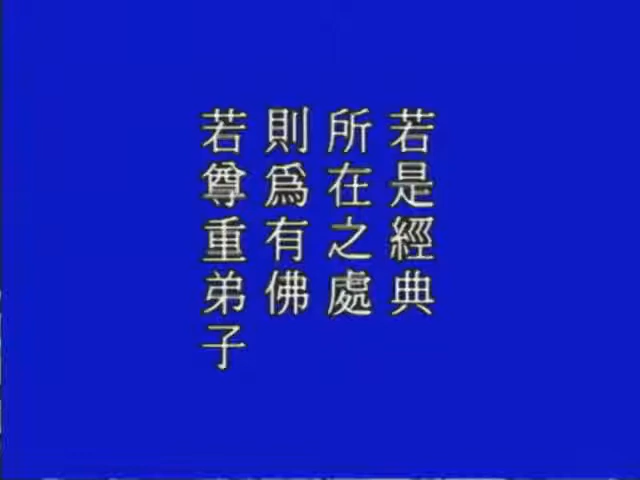 若是經典
所在之處
則爲有佛
若尊重弟子